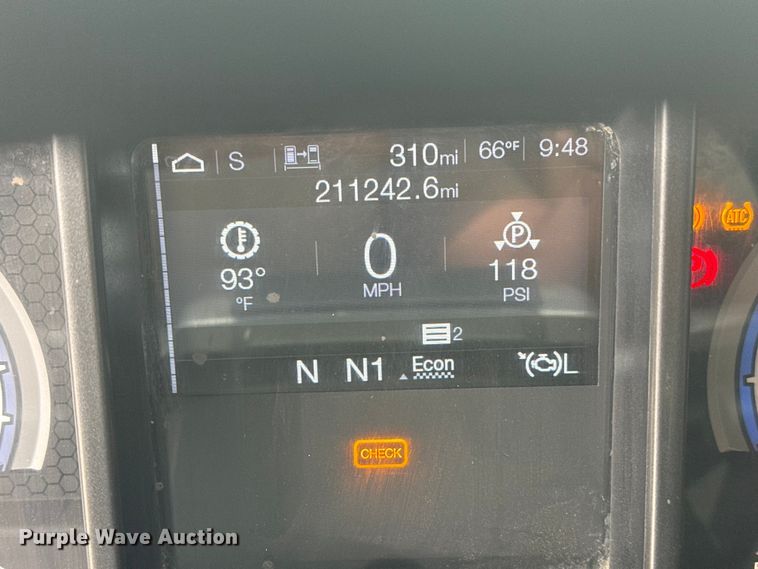 S 310mi 66°F 9:48
211242.6mi
ATC
P
93° 0 118
°F MPH PSI
2
N N1 Econ L
CHECK
Purple Wave Auction